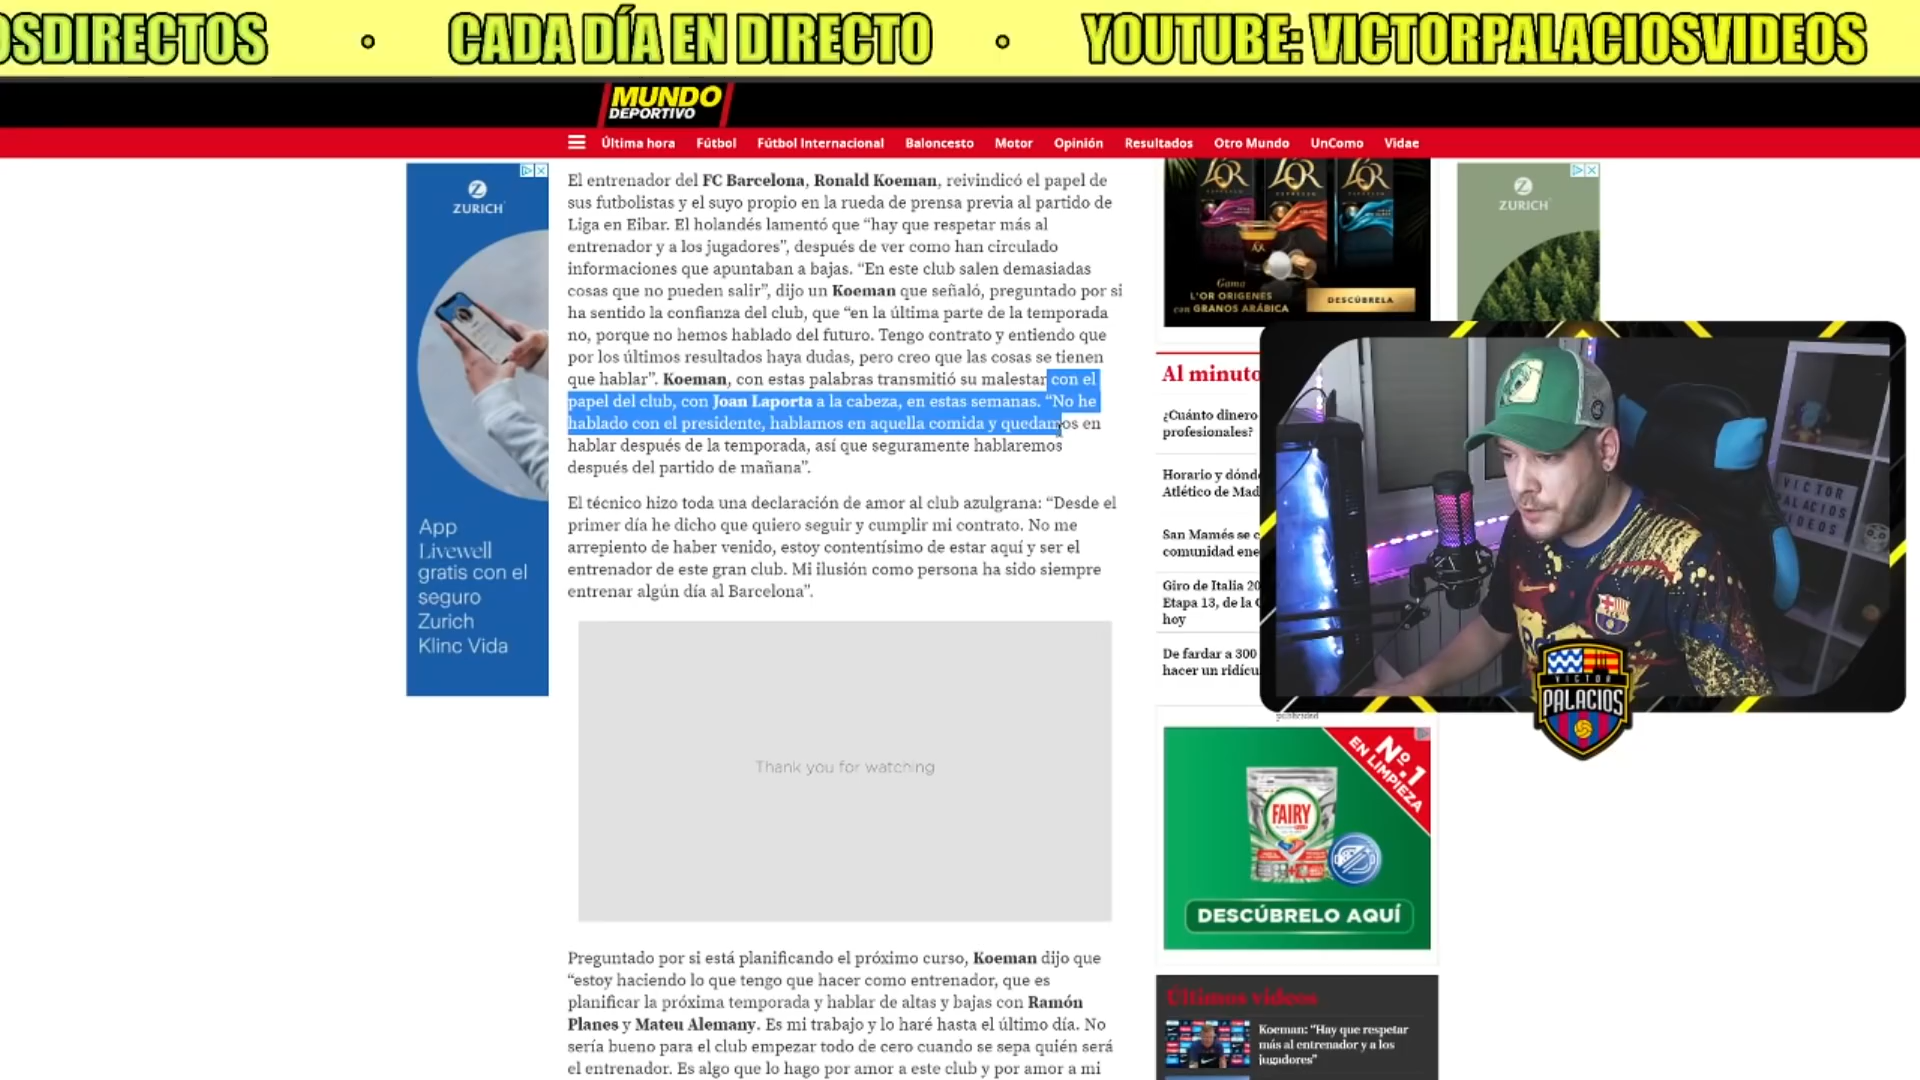 OSDIRECTOS • CADA DÍA EN DIRECTO • YOUTUBE: VICTORPALACIOSVIDEOS
MUNDO
DEPORTIVO
Última hora Fútbol Fútbol Internacional Baloncesto Motor Opinión Resultados Otro Mundo UnComo Vidae
ZURICH
App
Livewell
gratis con el
seguro
Zurich
Klinc Vida
El entrenador del FC Barcelona, Ronald Koeman, reivindicó el papel de
sus futbolistas y el suyo propio en la rueda de prensa previa al partido de
Liga en Eibar. El holandés lamentó que “hay que respetar más al
entrenador y a los jugadores”, después de ver como han circulado
informaciones que apuntaban a bajas. “En este club salen demasiadas
cosas que no pueden salir”, dijo un Koeman que señaló, preguntado por si
ha sentido la confianza del club, que “en la última parte de la temporada
no, porque no hemos hablado del futuro. Tengo contrato y entiendo que
por los últimos resultados haya dudas, pero creo que las cosas se tienen
que hablar”. Koeman, con estas palabras transmitió su malestar con el
papel del club, con Joan Laporta a la cabeza, en estas semanas. “No he
hablado con el presidente, hablamos en aquella comida y quedamos en
hablar después de la temporada, así que seguramente hablaremos
después del partido de mañana”.
El técnico hizo toda una declaración de amor al club azulgrana: “Desde el
primer día he dicho que quiero seguir y cumplir mi contrato. No me
arrepiento de haber venido, estoy contentísimo de estar aquí y ser el
entrenador de este gran club. Mi ilusión como persona ha sido siempre
entrenar algún día al Barcelona”.
Thank you for watching
Preguntado por si está planificando el próximo curso, Koeman dijo que
“estoy haciendo lo que tengo que hacer como entrenador, que es
planificar la próxima temporada y hablar de altas y bajas con Ramón
Planes y Mateu Alemany. Es mi trabajo y lo haré hasta el último día. No
sería bueno para el club empezar todo de cero cuando se sepa quién será
el entrenador. Es algo que lo hago por amor a este club y por amor a mi
L'OR L'OR L'OR
Gama
L'OR ORIGENES
con GRANOS ARÁBICA
DESCÚBRELA
ZURICH
Al minuto
¿Cuánto dinero
profesionales?
Horario y dónd
Atlético de Mad
San Mamés se c
comunidad ene
Giro de Italia 20
Etapa 13, de la
hoy
De fardar a 300
hacer un ridícu
VICTOR
PALACIOS
VIDEOS
VICTOR
PALACIOS
publicidad
Nº.1
EN LIMPIEZA
FAIRY
DESCÚBRELO AQUÍ
Últimos vídeos
Koeman: “Hay que respetar
más al entrenador y a los
jugadores”